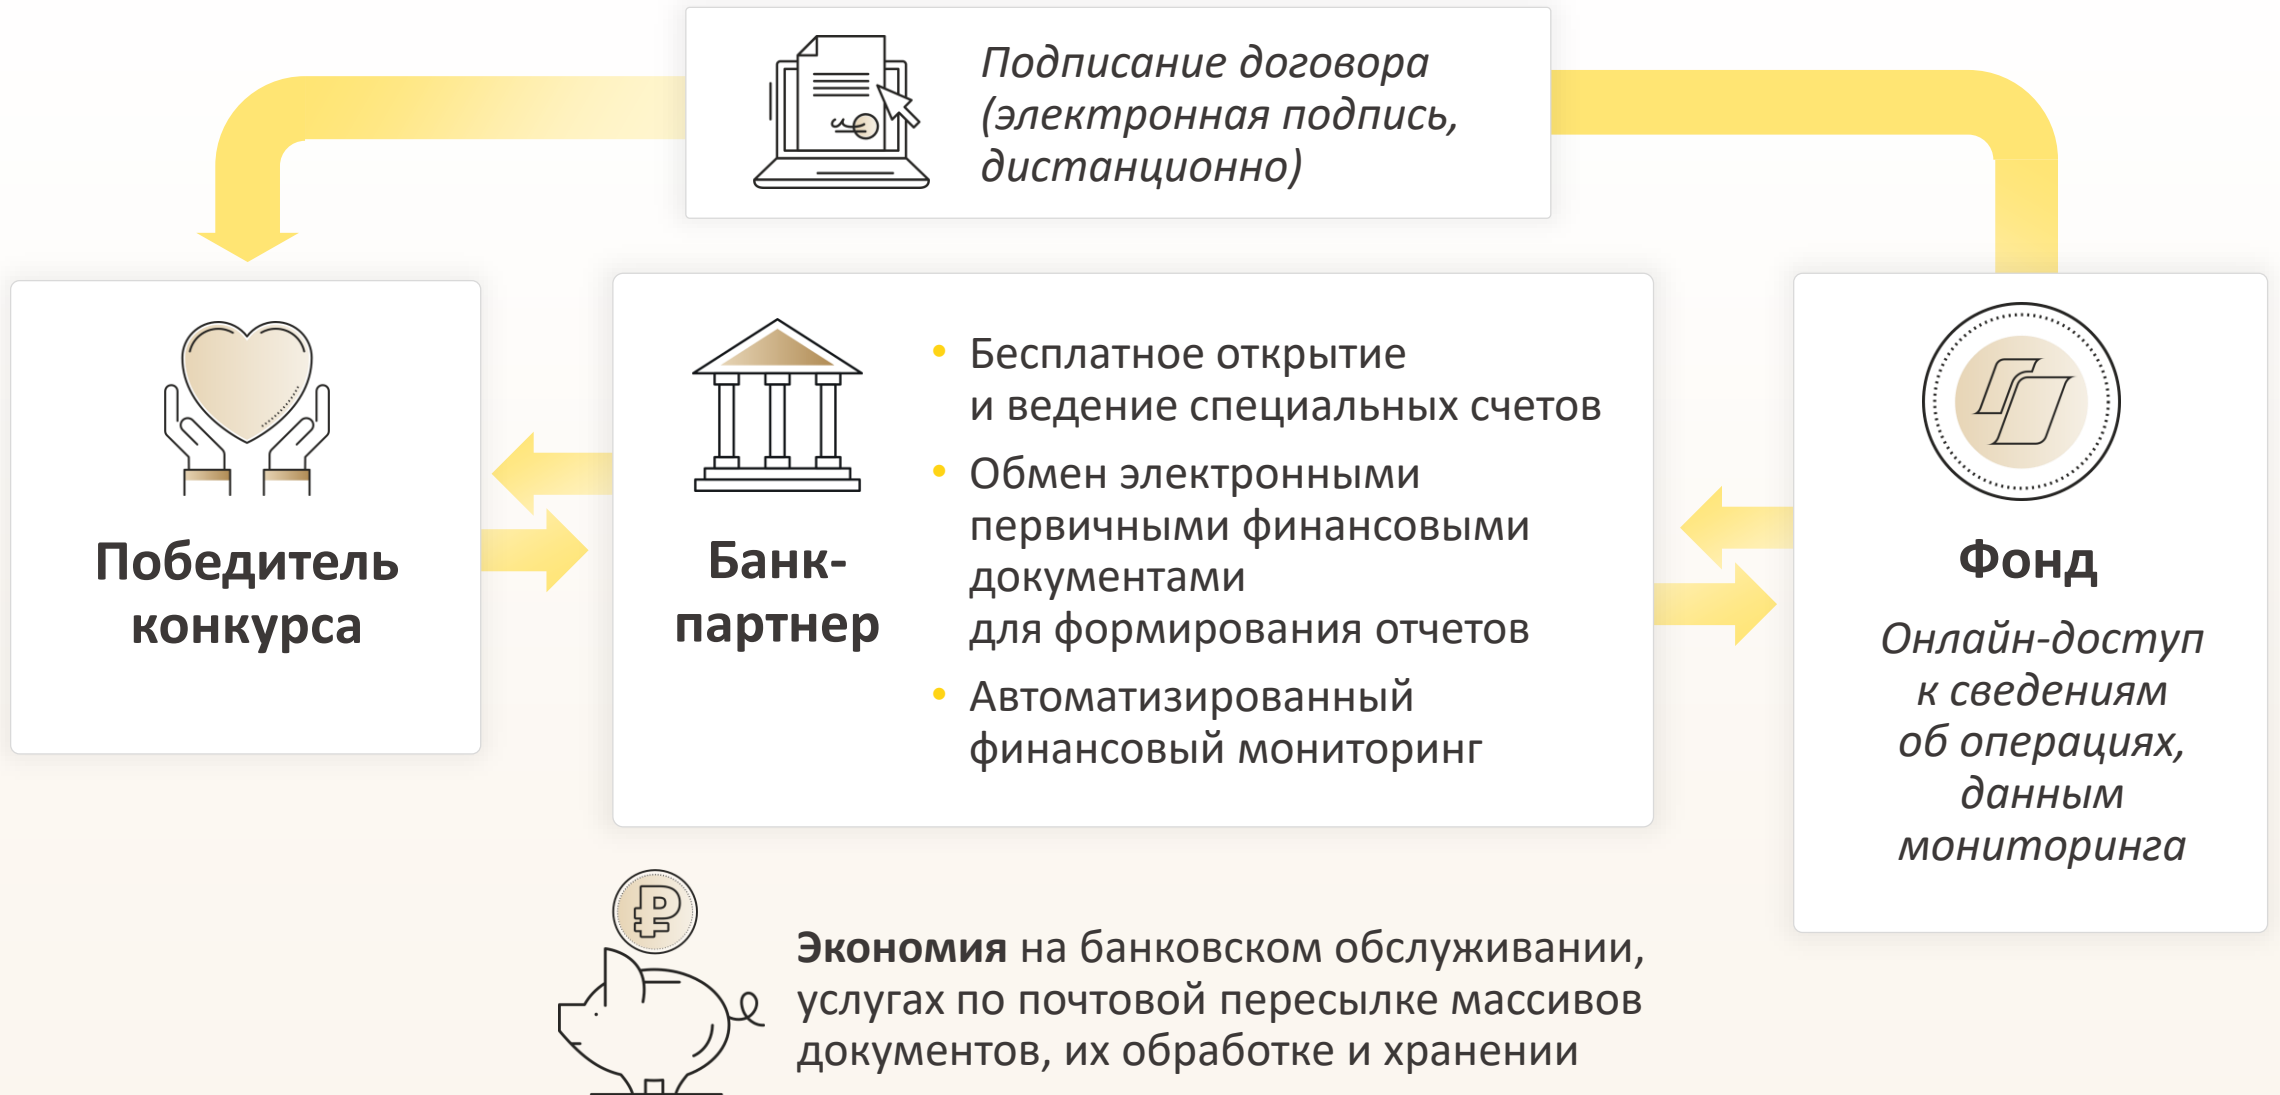 Подписание договора
(электронная подпись,
дистанционно)
Победитель
конкурса
Банк-
партнер
• Бесплатное открытие
и ведение специальных счетов
• Обмен электронными
первичными финансовыми
документами
для формирования отчетов
• Автоматизированный
финансовый мониторинг
Фонд
Онлайн-доступ
к сведениям
об операциях,
данным
мониторинга
₽
Экономия на банковском обслуживании,
услугах по почтовой пересылке массивов
документов, их обработке и хранении